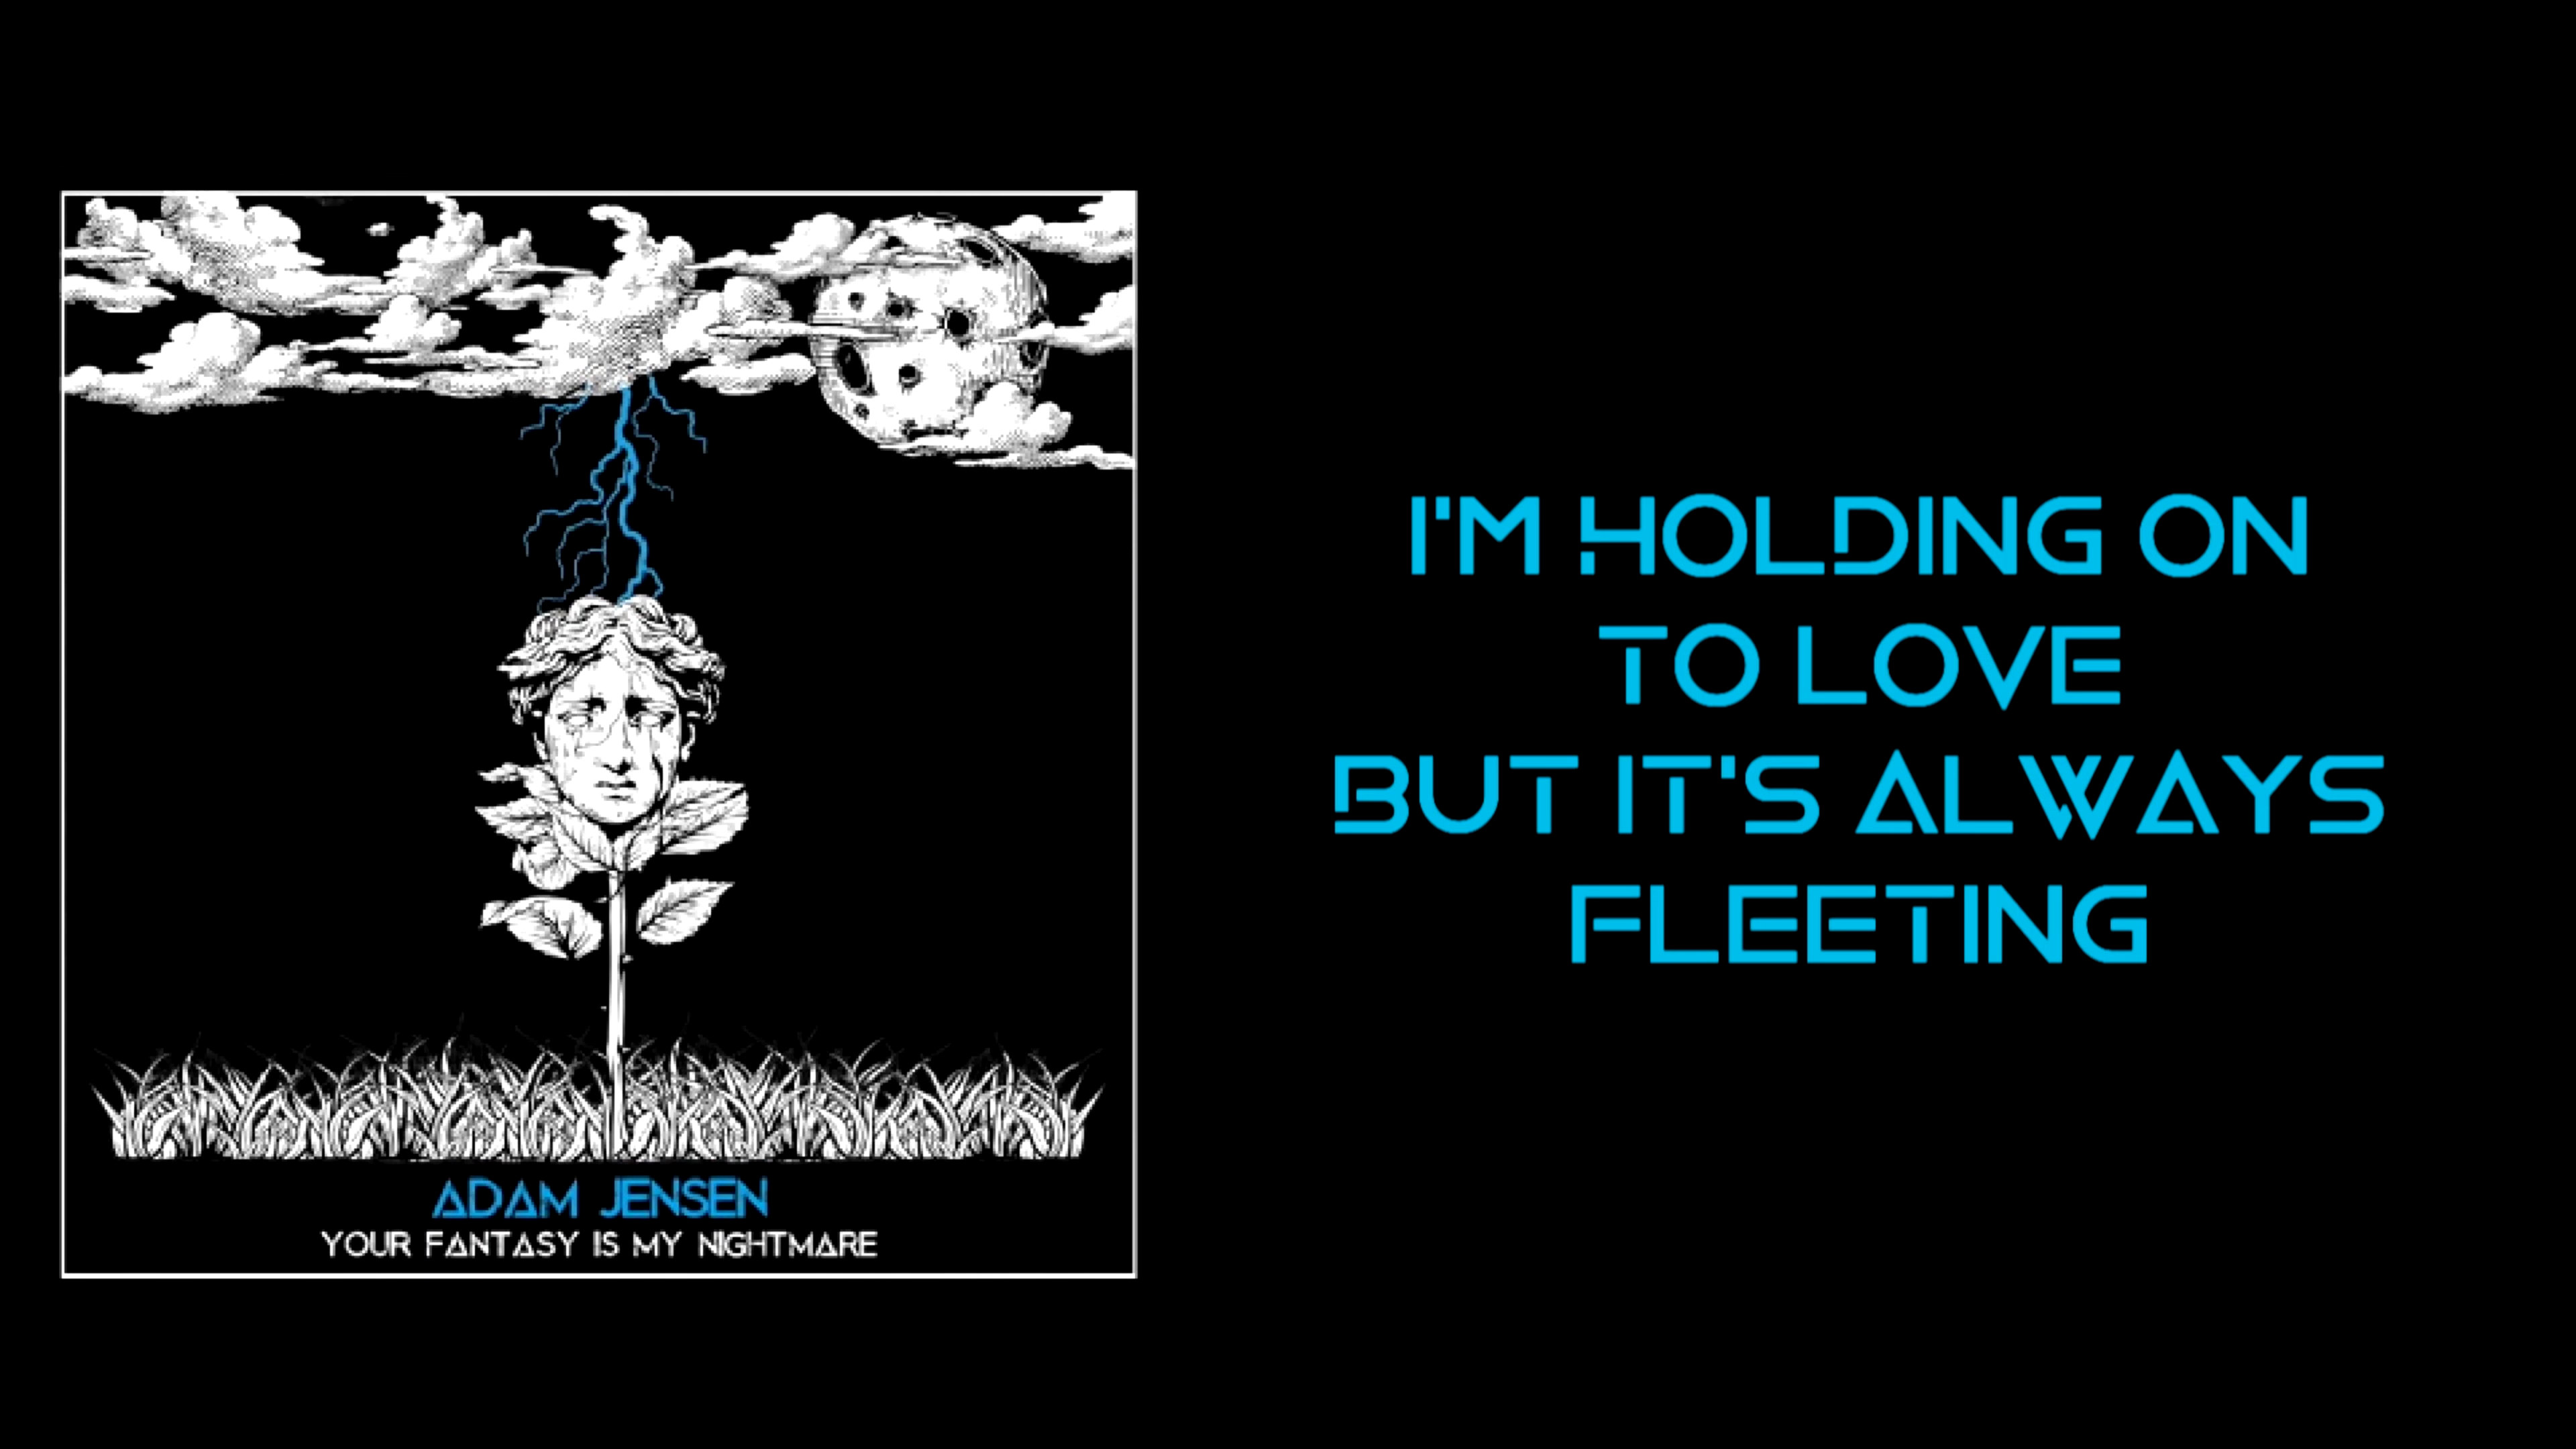 ADAM JENSEN
YOUR FANTASY IS MY NIGHTMARE
I'M HOLDING ON
TO LOVE
BUT IT'S ALWAYS
FLEETING